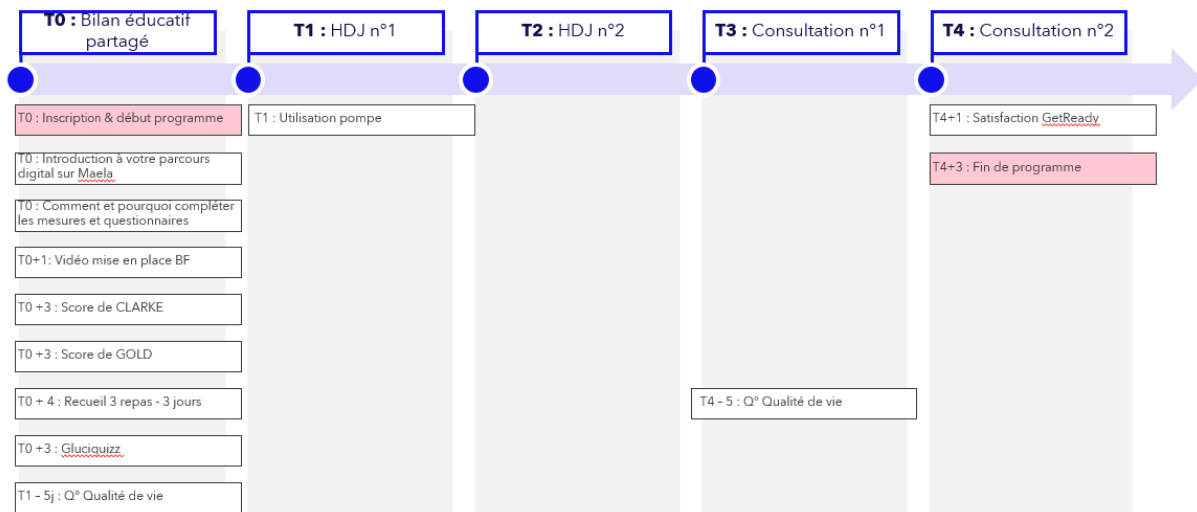 T0 : Bilan éducatif
partagé
T1 : HDJ n°1
T2 : HDJ n°2
T3 : Consultation n°1
T4 : Consultation n°2
T0 : Inscription & début programme
T0 : Introduction à votre parcours
digital sur Maela
T0 : Comment et pourquoi compléter
les mesures et questionnaires
T0+1: Vidéo mise en place BF
T0 +3 : Score de CLARKE
T0 +3 : Score de GOLD
T0 + 4 : Recueil 3 repas - 3 jours
T0 +3 : Gluciquizz
T1 – 5j : Q° Qualité de vie
T1 : Utilisation pompe
T4 – 5 : Q° Qualité de vie
T4+1 : Satisfaction GetReady
T4+3 : Fin de programme